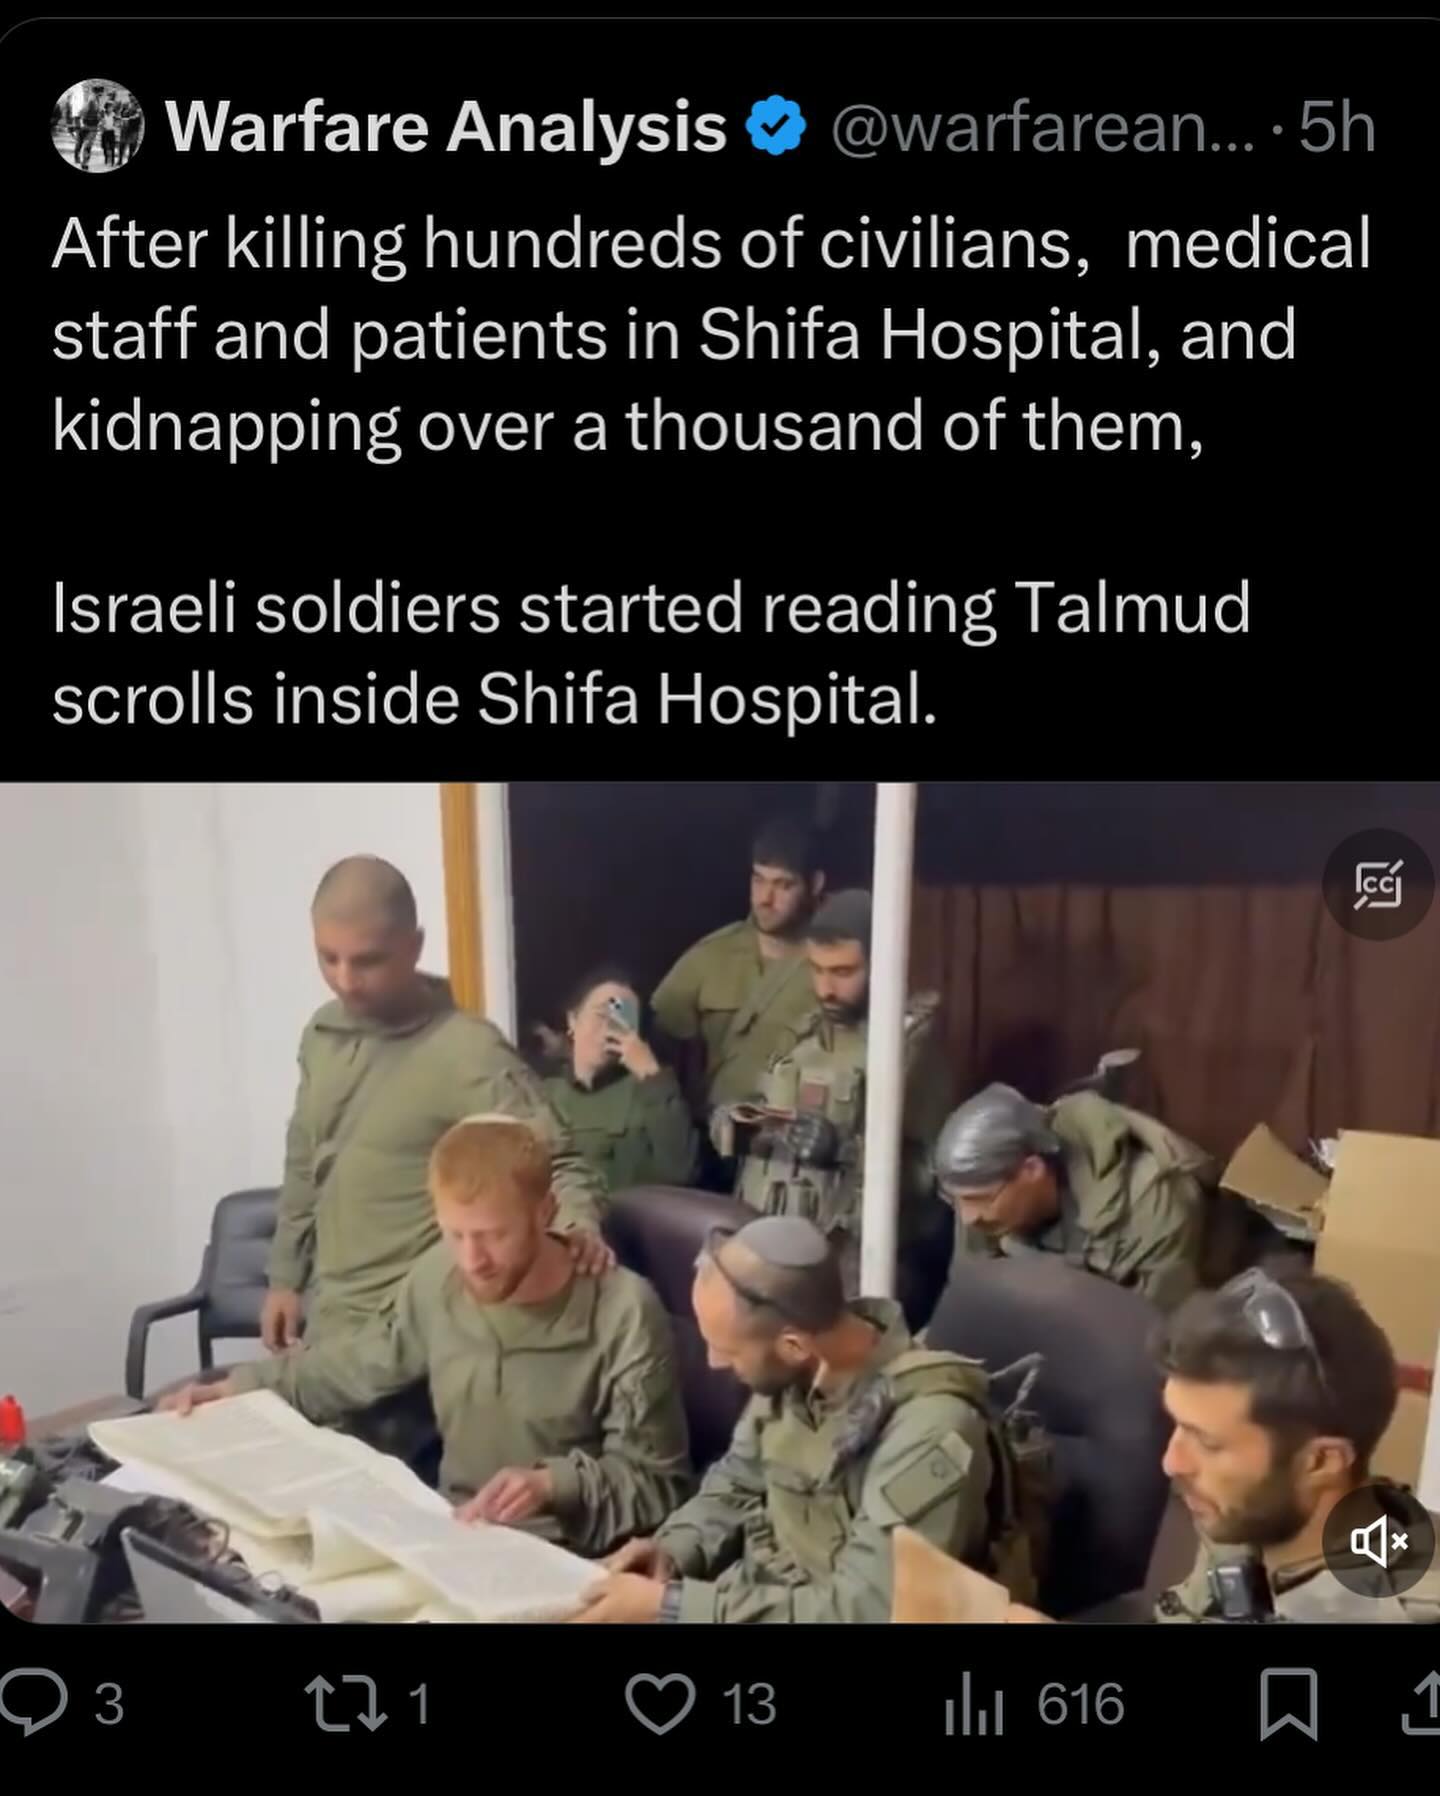 Warfare Analysis @warfarean... · 5h
After killing hundreds of civilians,  medical
staff and patients in Shifa Hospital, and
kidnapping over a thousand of them,
Israeli soldiers started reading Talmud
scrolls inside Shifa Hospital.
CC
3 1 13 616